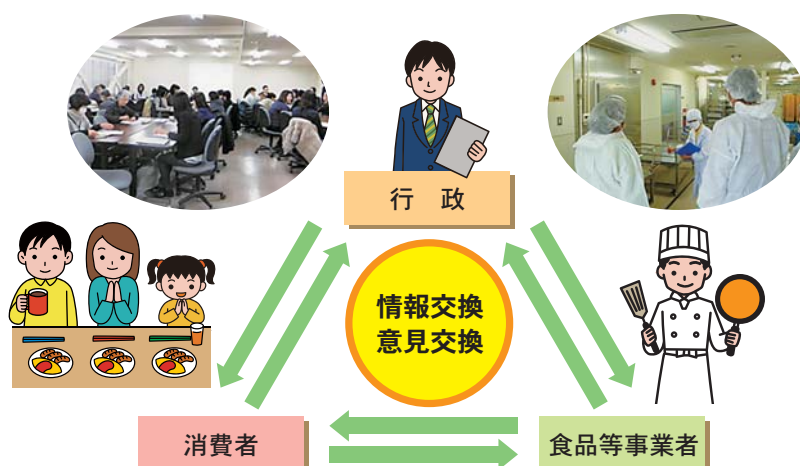 行 政
情報交換
意見交換
消費者
食品等事業者